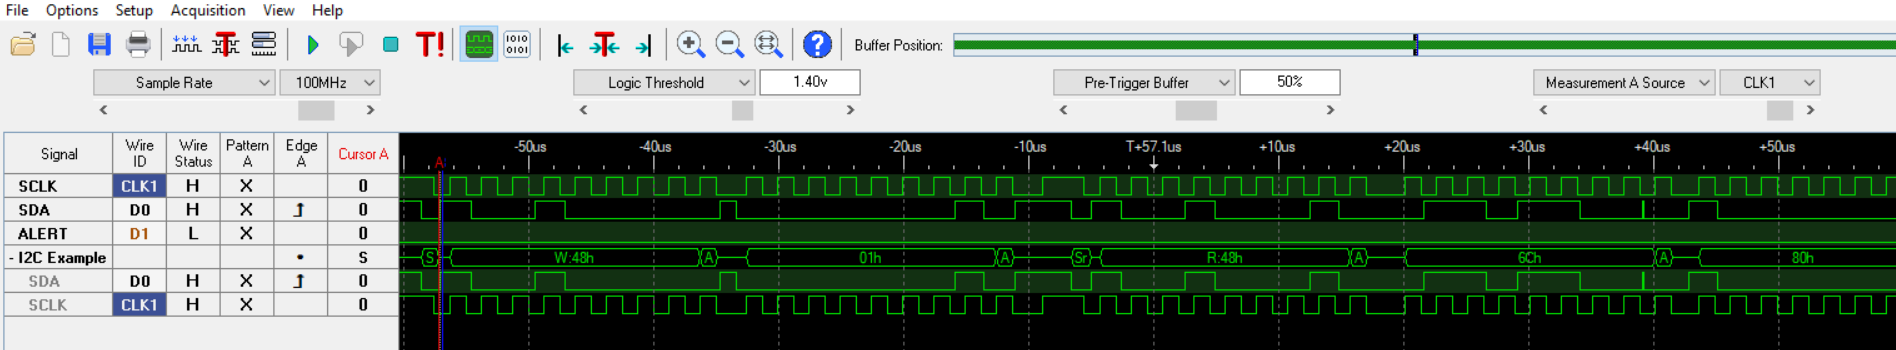 File Options Setup Acquisition View Help
T! 1010 0101 ? Buffer Position:
Sample Rate 100MHz Logic Threshold 1.40v Pre-Trigger Buffer 50% Measurement A Source CLK1
Signal Wire ID Wire Status Pattern A Edge A Cursor A
A -50us -40us -30us -20us -10us T+57.1us +10us +20us +30us +40us +50us
SCLK CLK1 H X 0
SDA D0 H X 0
ALERT D1 L X
- I2C Example S S W:48h A 01h A Sr R:48h A 6Ch A 80h
SDA D0 H X 0
SCLK CLK1 H X 0